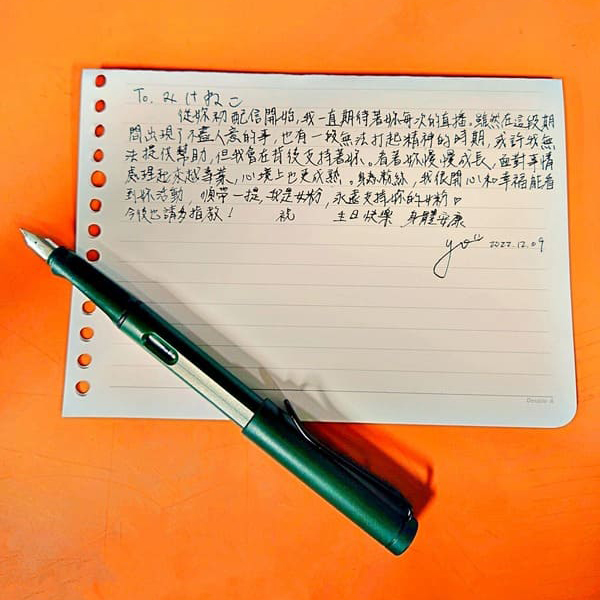 To. みけねこ
從妳初配信開始，我一直期待著妳每次的直播。雖然在這段期
間出現了不盡人意的事，也有一段無法打起精神的時期，或許我無
法提供幫助，但我會在背後支持著妳。看著妳慢慢成長，面對事情
處理起來越專業，心境上也更成熟。身為粉絲，我很開心和幸福能看
到妳活動，順帶一提，我是女粉，永遠支持妳的女粉♡
今後也請多指教！ 祝 生日快樂 身體安康
yo 2022.12.09
Double A